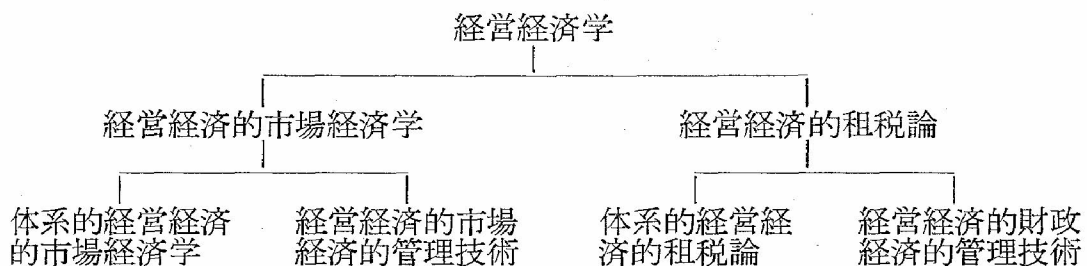 経営経済学
経営経済的市場経済学
経営経済的租税論
体系的経営経済
的市場経済学
経営経済的市場
経済的管理技術
体系的経営経
済的租税論
経営経済的財政
経済的管理技術